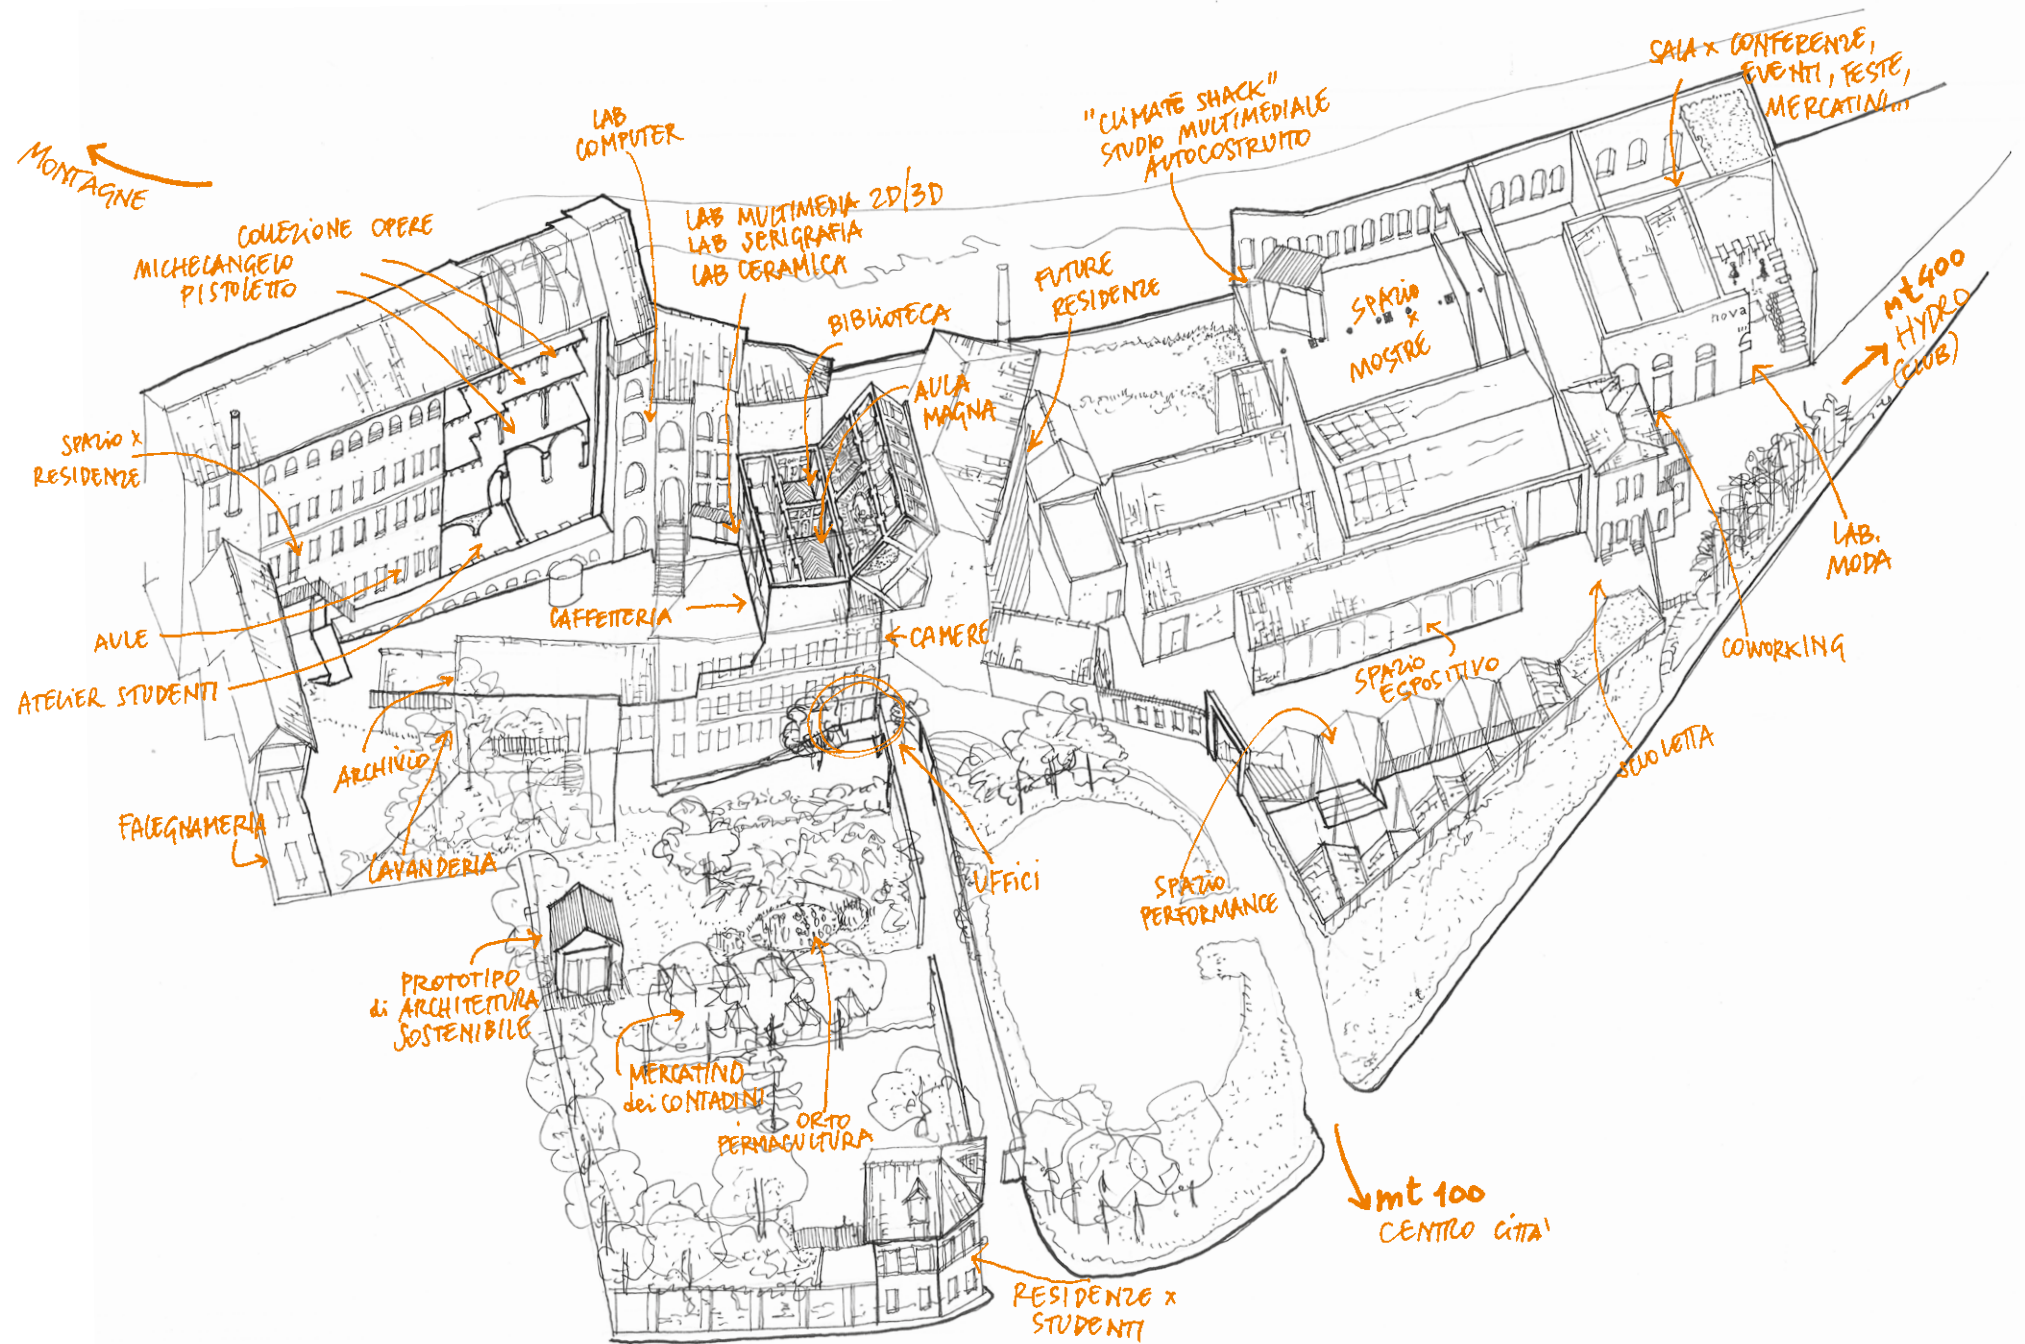 MONTAGNE
COLLEZIONE OPERE
MICHELANGELO
PISTOLETTO
LAB
COMPUTER
LAB MULTIMEDIA 2D/3D
LAB SERIGRAFIA
LAB CERAMICA
BIBLIOTECA
AULA
MAGNA
FUTURE
RESIDENZE
"CLIMATE SHACK"
STUDIO MULTIMEDIALE
AUTOCOSTRUITO
SALA x CONFERENZE,
EVENTI, FESTE,
MERCATINI...
SPAZIO
x
MOSTRE
nova
mt 400
HYDRO
(CLUB)
SPAZIO x
RESIDENZE
AULE
ATELIER STUDENTI
CAFFETTERIA
CAMERE
LAB.
MODA
COWORKING
SPAZIO
ESPOSITIVO
SCUOLETTA
ARCHIVIO
FALEGNAMERIA
LAVANDERIA
UFFICI
SPAZIO
PERFORMANCE
PROTOTIPO
di ARCHITETTURA
SOSTENIBILE
MERCATINO
dei CONTADINI
ORTO
PERMACULTURA
mt 100
CENTRO CITTA'
RESIDENZE x
STUDENTI